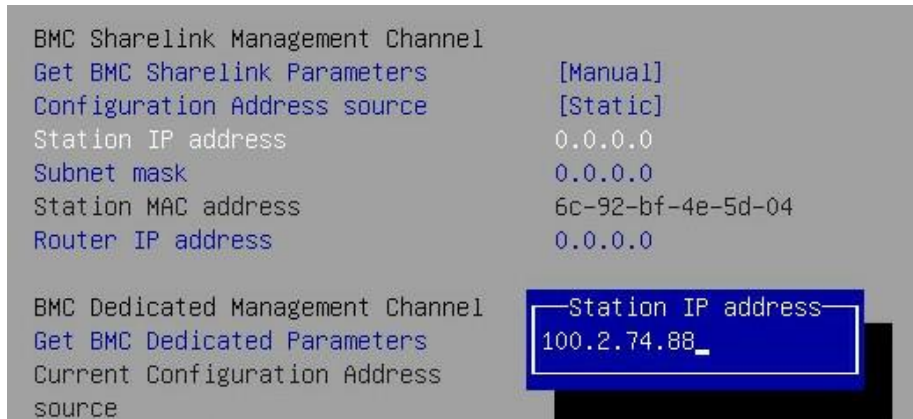 BMC Sharelink Management Channel
Get BMC Sharelink Parameters [Manual]
Configuration Address source [Static]
Station IP address 0.0.0.0
Subnet mask 0.0.0.0
Station MAC address 6c-92-bf-4e-5d-04
Router IP address 0.0.0.0
BMC Dedicated Management Channel
Get BMC Dedicated Parameters
Current Configuration Address
source
Station IP address
100.2.74.88_